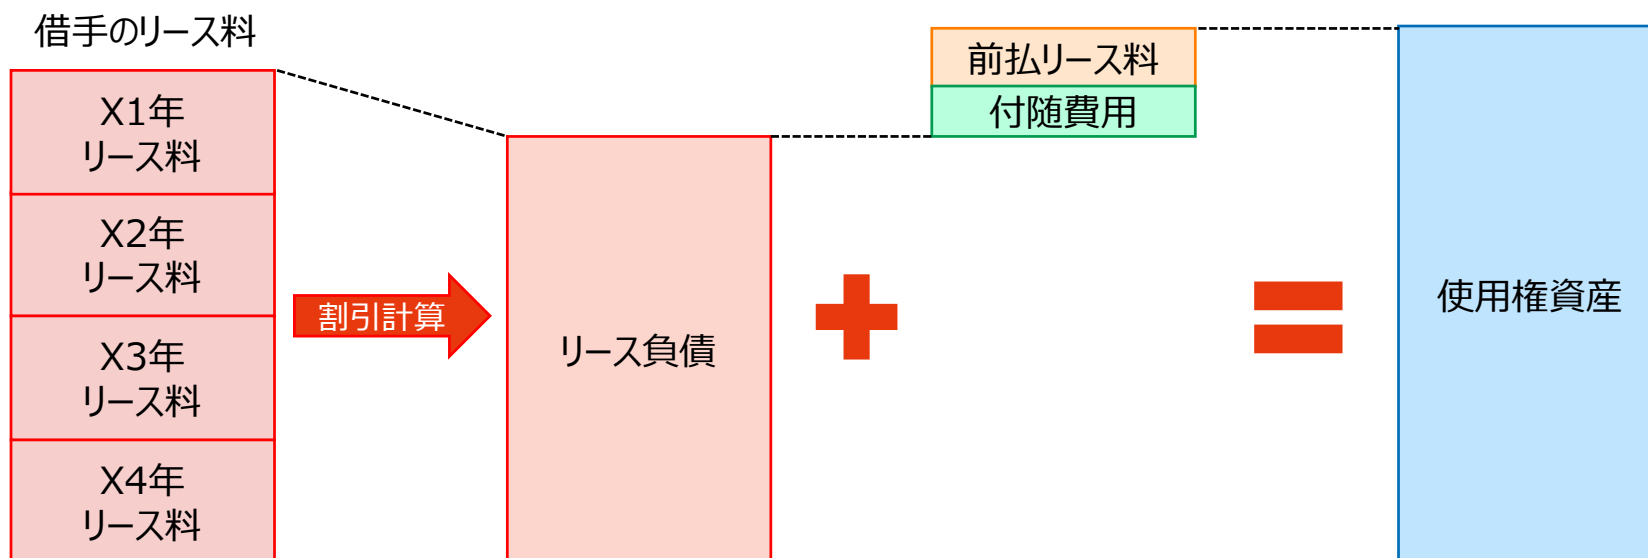 借手のリース料
X1年
リース料
X2年
リース料
X3年
リース料
X4年
リース料
割引計算
リース負債
前払リース料
付随費用
使用権資産